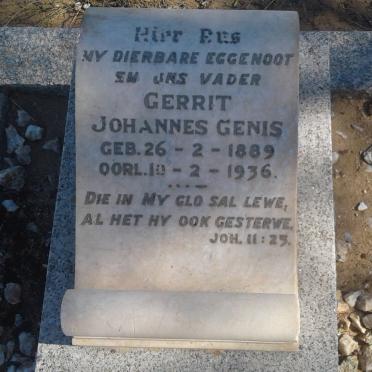 Hier Rus
MY DIERBARE EGGENOOT
EN ONS VADER
GERRIT
JOHANNES GENIS
GEB. 26 - 2 - 1889
OORL. 10 - 2 - 1936.
DIE IN MY GLO SAL LEWE,
AL HET HY OOK GESTERWE.
JOH. 11:25.